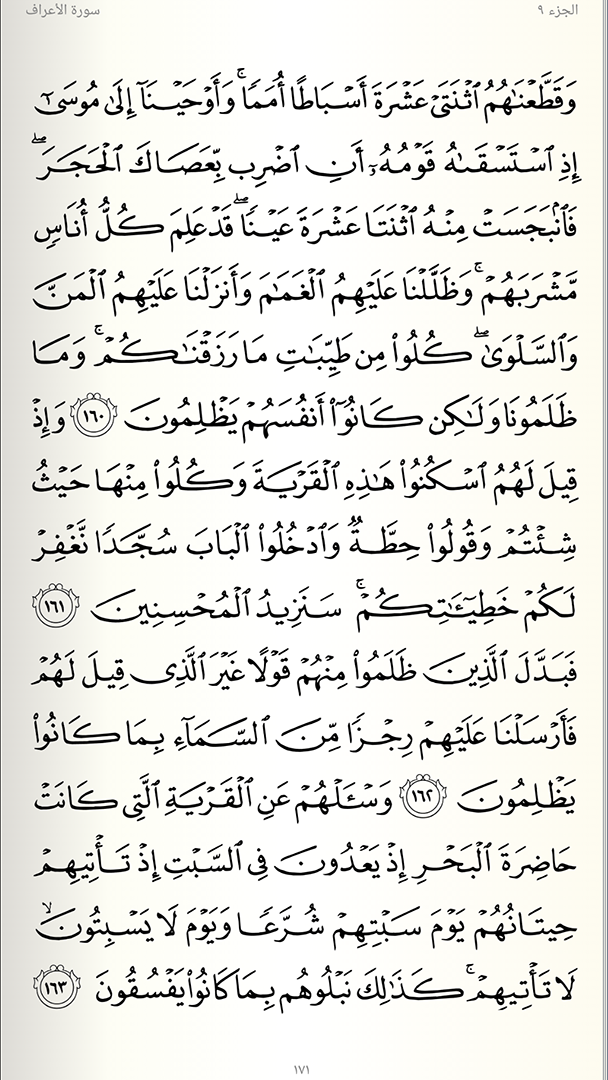 الجزء ٩
سورة الأعراف
وَقَطَّعْنَٰهُمُ ٱثْنَتَىْ عَشْرَةَ أَسْبَاطًا أُمَمًا ۚ وَأَوْحَيْنَآ إِلَىٰ مُوسَىٰٓ
إِذِ ٱسْتَسْقَىٰهُ قَوْمُهُۥٓ أَنِ ٱضْرِب بِّعَصَاكَ ٱلْحَجَرَ ۖ
فَٱنۢبَجَسَتْ مِنْهُ ٱثْنَتَا عَشْرَةَ عَيْنًا ۖ قَدْ عَلِمَ كُلُّ أُنَاسٍ
مَّشْرَبَهُمْ ۚ وَظَلَّلْنَا عَلَيْهِمُ ٱلْغَمَٰمَ وَأَنزَلْنَا عَلَيْهِمُ ٱلْمَنَّ
وَٱلسَّلْوَىٰ ۖ كُلُوا۟ مِن طَيِّبَٰتِ مَا رَزَقْنَٰكُمْ ۚ وَمَا
ظَلَمُونَا وَلَٰكِن كَانُوٓا۟ أَنفُسَهُمْ يَظْلِمُونَ ١٦٠ وَإِذْ
قِيلَ لَهُمُ ٱسْكُنُوا۟ هَٰذِهِ ٱلْقَرْيَةَ وَكُلُوا۟ مِنْهَا حَيْثُ
شِئْتُمْ وَقُولُوا۟ حِطَّةٌ وَٱدْخُلُوا۟ ٱلْبَابَ سُجَّدًا نَّغْفِرْ
لَكُمْ خَطِيٓـَٰٔتِكُمْ ۚ سَنَزِيدُ ٱلْمُحْسِنِينَ ١٦١
فَبَدَّلَ ٱلَّذِينَ ظَلَمُوا۟ مِنْهُمْ قَوْلًا غَيْرَ ٱلَّذِى قِيلَ لَهُمْ
فَأَرْسَلْنَا عَلَيْهِمْ رِجْزًا مِّنَ ٱلسَّمَآءِ بِمَا كَانُوا۟
يَظْلِمُونَ ١٦٢ وَسْـَٔلْهُمْ عَنِ ٱلْقَرْيَةِ ٱلَّتِى كَانَتْ
حَاضِرَةَ ٱلْبَحْرِ إِذْ يَعْدُونَ فِى ٱلسَّبْتِ إِذْ تَأْتِيهِمْ
حِيتَانُهُمْ يَوْمَ سَبْتِهِمْ شُرَّعًا وَيَوْمَ لَا يَسْبِتُونَ ۙ
لَا تَأْتِيهِمْ ۚ كَذَٰلِكَ نَبْلُوهُم بِمَا كَانُوا۟ يَفْسُقُونَ ١٦٣
١٧١